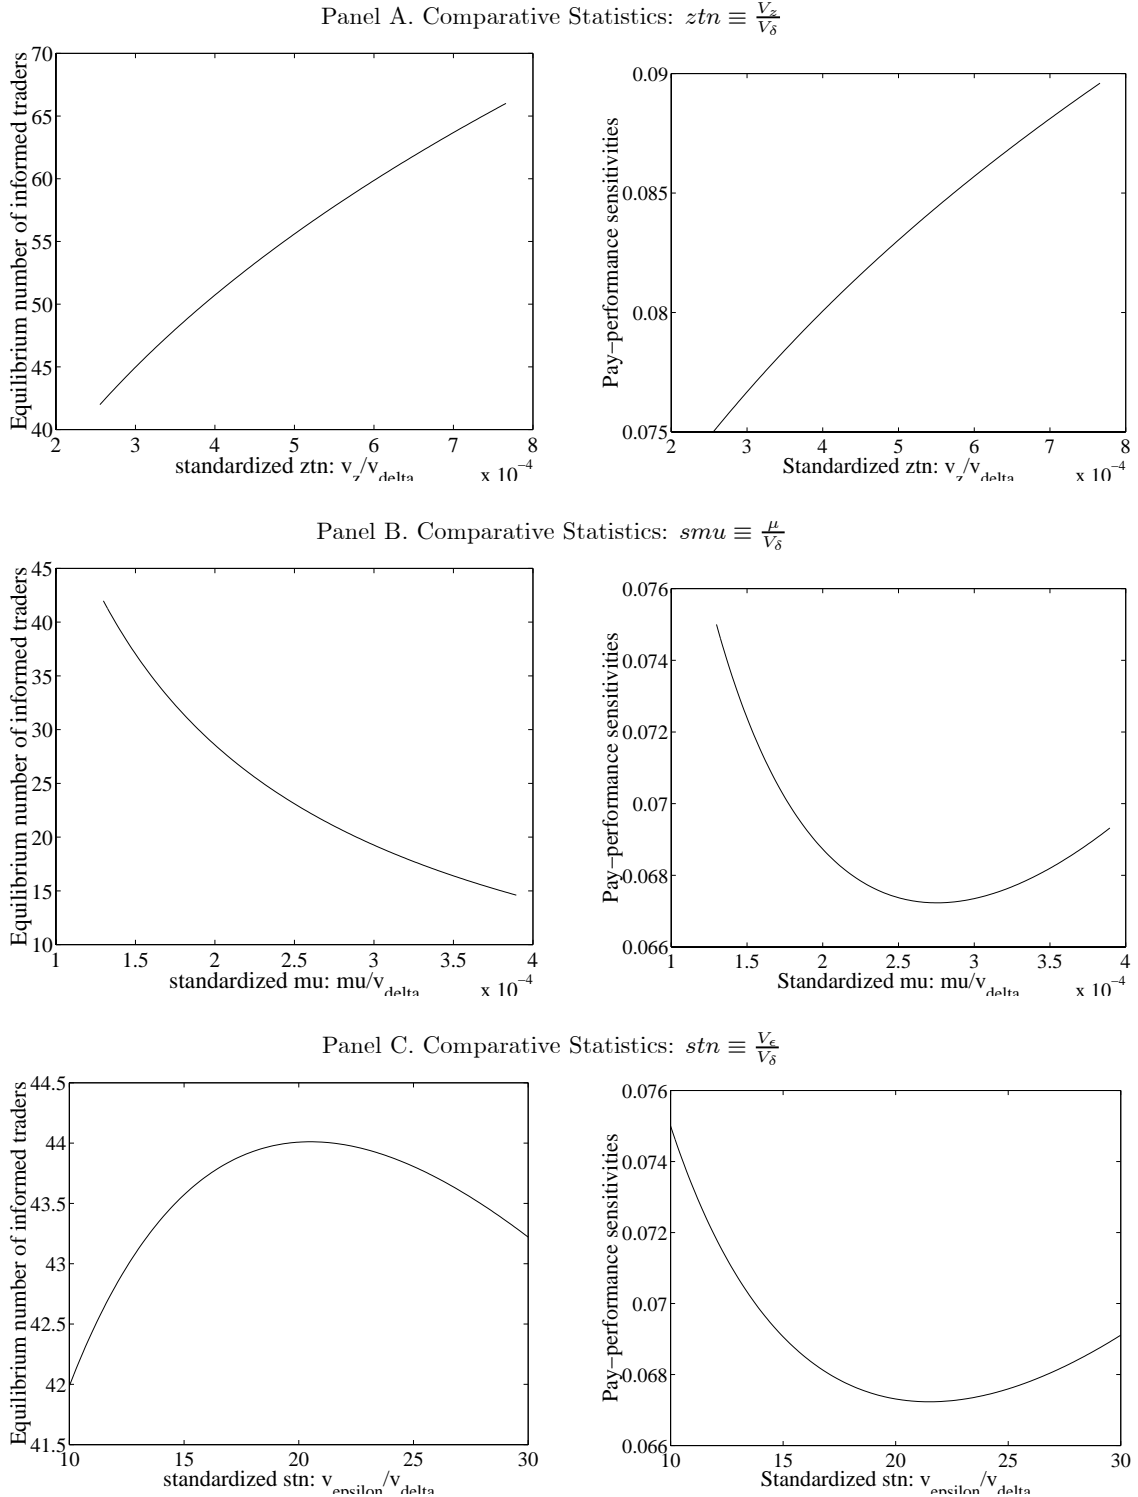 Panel A. Comparative Statistics: ztn ≡ V_z/V_δ
Equilibrium number of informed traders
70
65
60
55
50
45
40
2 3 4 5 6 7 8
standardized ztn: v_z/v_delta
x 10^-4
Pay−performance sensitivities
0.09
0.085
0.08
0.075
2 3 4 5 6 7 8
Standardized ztn: v_z/v_delta
x 10^-4
Panel B. Comparative Statistics: smu ≡ μ/V_δ
Equilibrium number of informed traders
45
40
35
30
25
20
15
10
1 1.5 2 2.5 3 3.5 4
standardized mu: mu/v_delta
x 10^-4
Pay−performance sensitivities
0.076
0.074
0.072
0.07
0.068
0.066
1 1.5 2 2.5 3 3.5 4
Standardized mu: mu/v_delta
x 10^-4
Panel C. Comparative Statistics: stn ≡ V_ϵ/V_δ
Equilibrium number of informed traders
44.5
44
43.5
43
42.5
42
41.5
10 15 20 25 30
standardized stn: v_epsilon/v_delta
Pay−performance sensitivities
0.076
0.074
0.072
0.07
0.068
0.066
10 15 20 25 30
Standardized stn: v_epsilon/v_delta